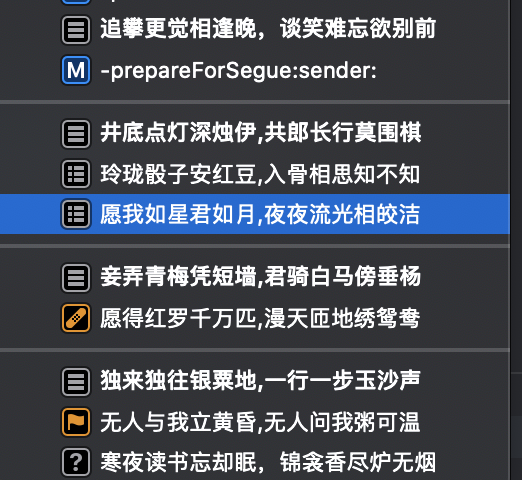 追攀更觉相逢晚，谈笑难忘欲别前
M -prepareForSegue:sender:
井底点灯深烛伊,共郎长行莫围棋
玲珑骰子安红豆,入骨相思知不知
愿我如星君如月,夜夜流光相皎洁
妾弄青梅凭短墙,君骑白马傍垂杨
愿得红罗千万匹,漫天匝地绣鸳鸯
独来独往银粟地,一行一步玉沙声
无人与我立黄昏,无人问我粥可温
? 寒夜读书忘却眠，锦衾香尽炉无烟